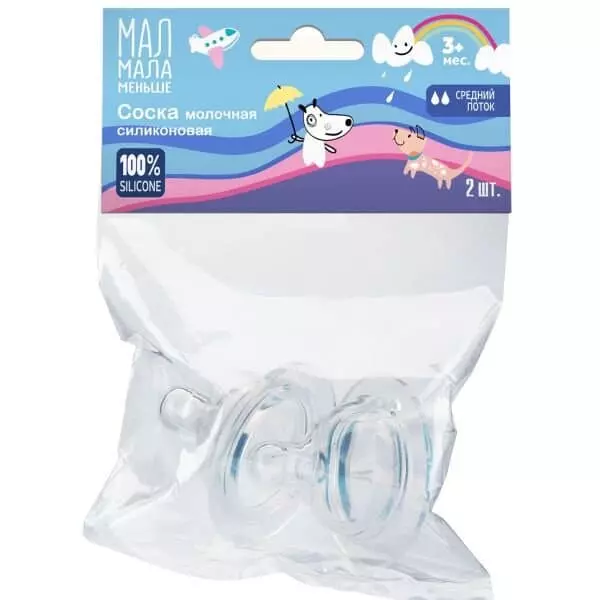 МАЛ
МАЛА
МЕНЬШЕ
3+
МЕС.
Соска молочная
силиконовая
СРЕДНИЙ
ПОТОК
100%
SILICONE
2 шт.